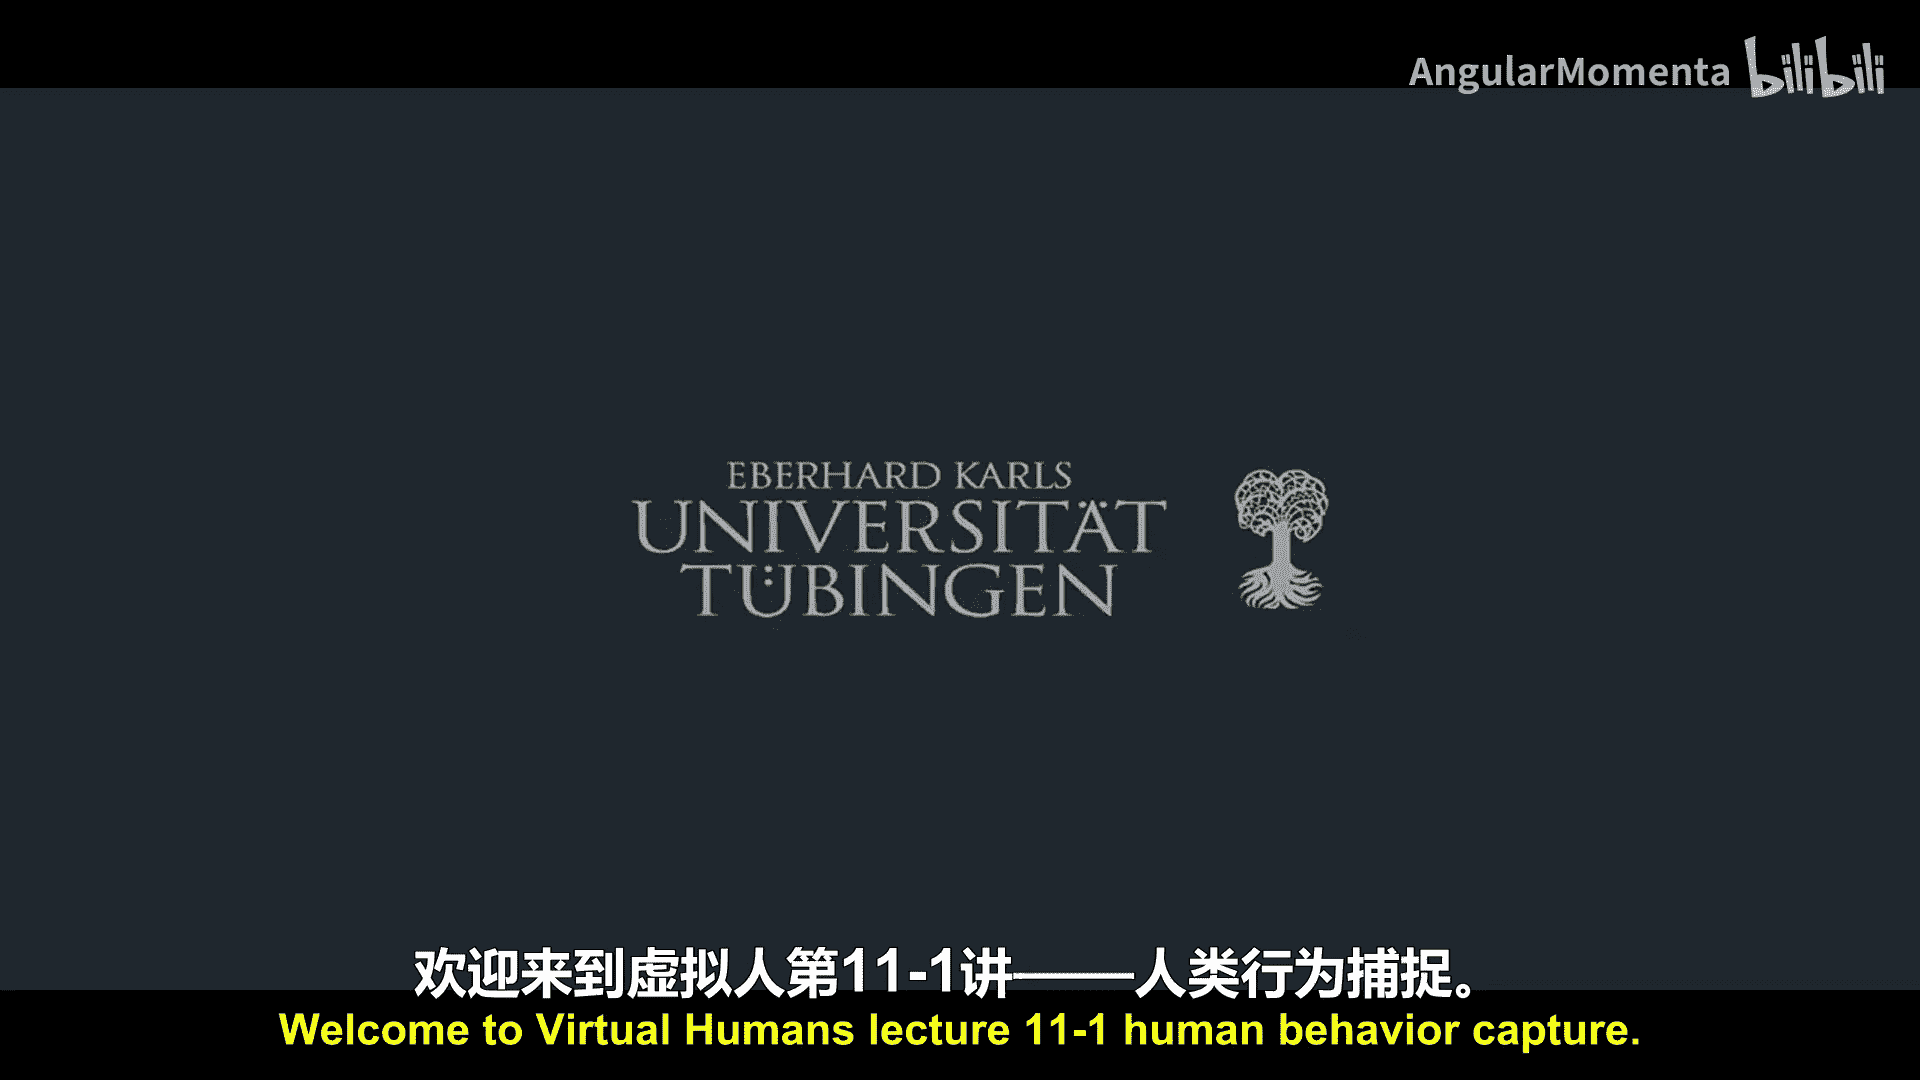 AngularMomenta bilibili
EBERHARD KARLS
UNIVERSITÄT
TÜBINGEN
欢迎来到虚拟人第11-1讲——人类行为捕捉。
Welcome to Virtual Humans lecture 11-1 human behavior capture.